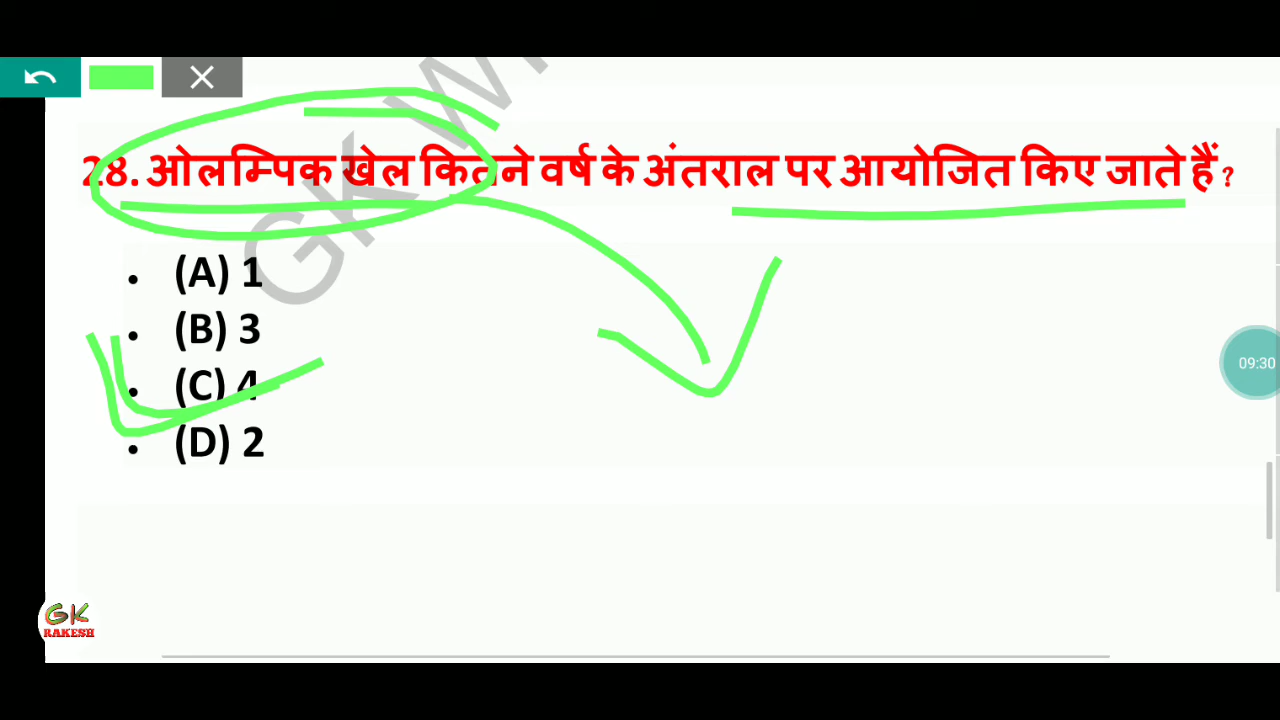 28. ओलम्पिक खेल कितने वर्ष के अंतराल पर आयोजित किए जाते हैं ?
• (A) 1
• (B) 3
• (C) 4
• (D) 2
09:30
GK
RAKESH